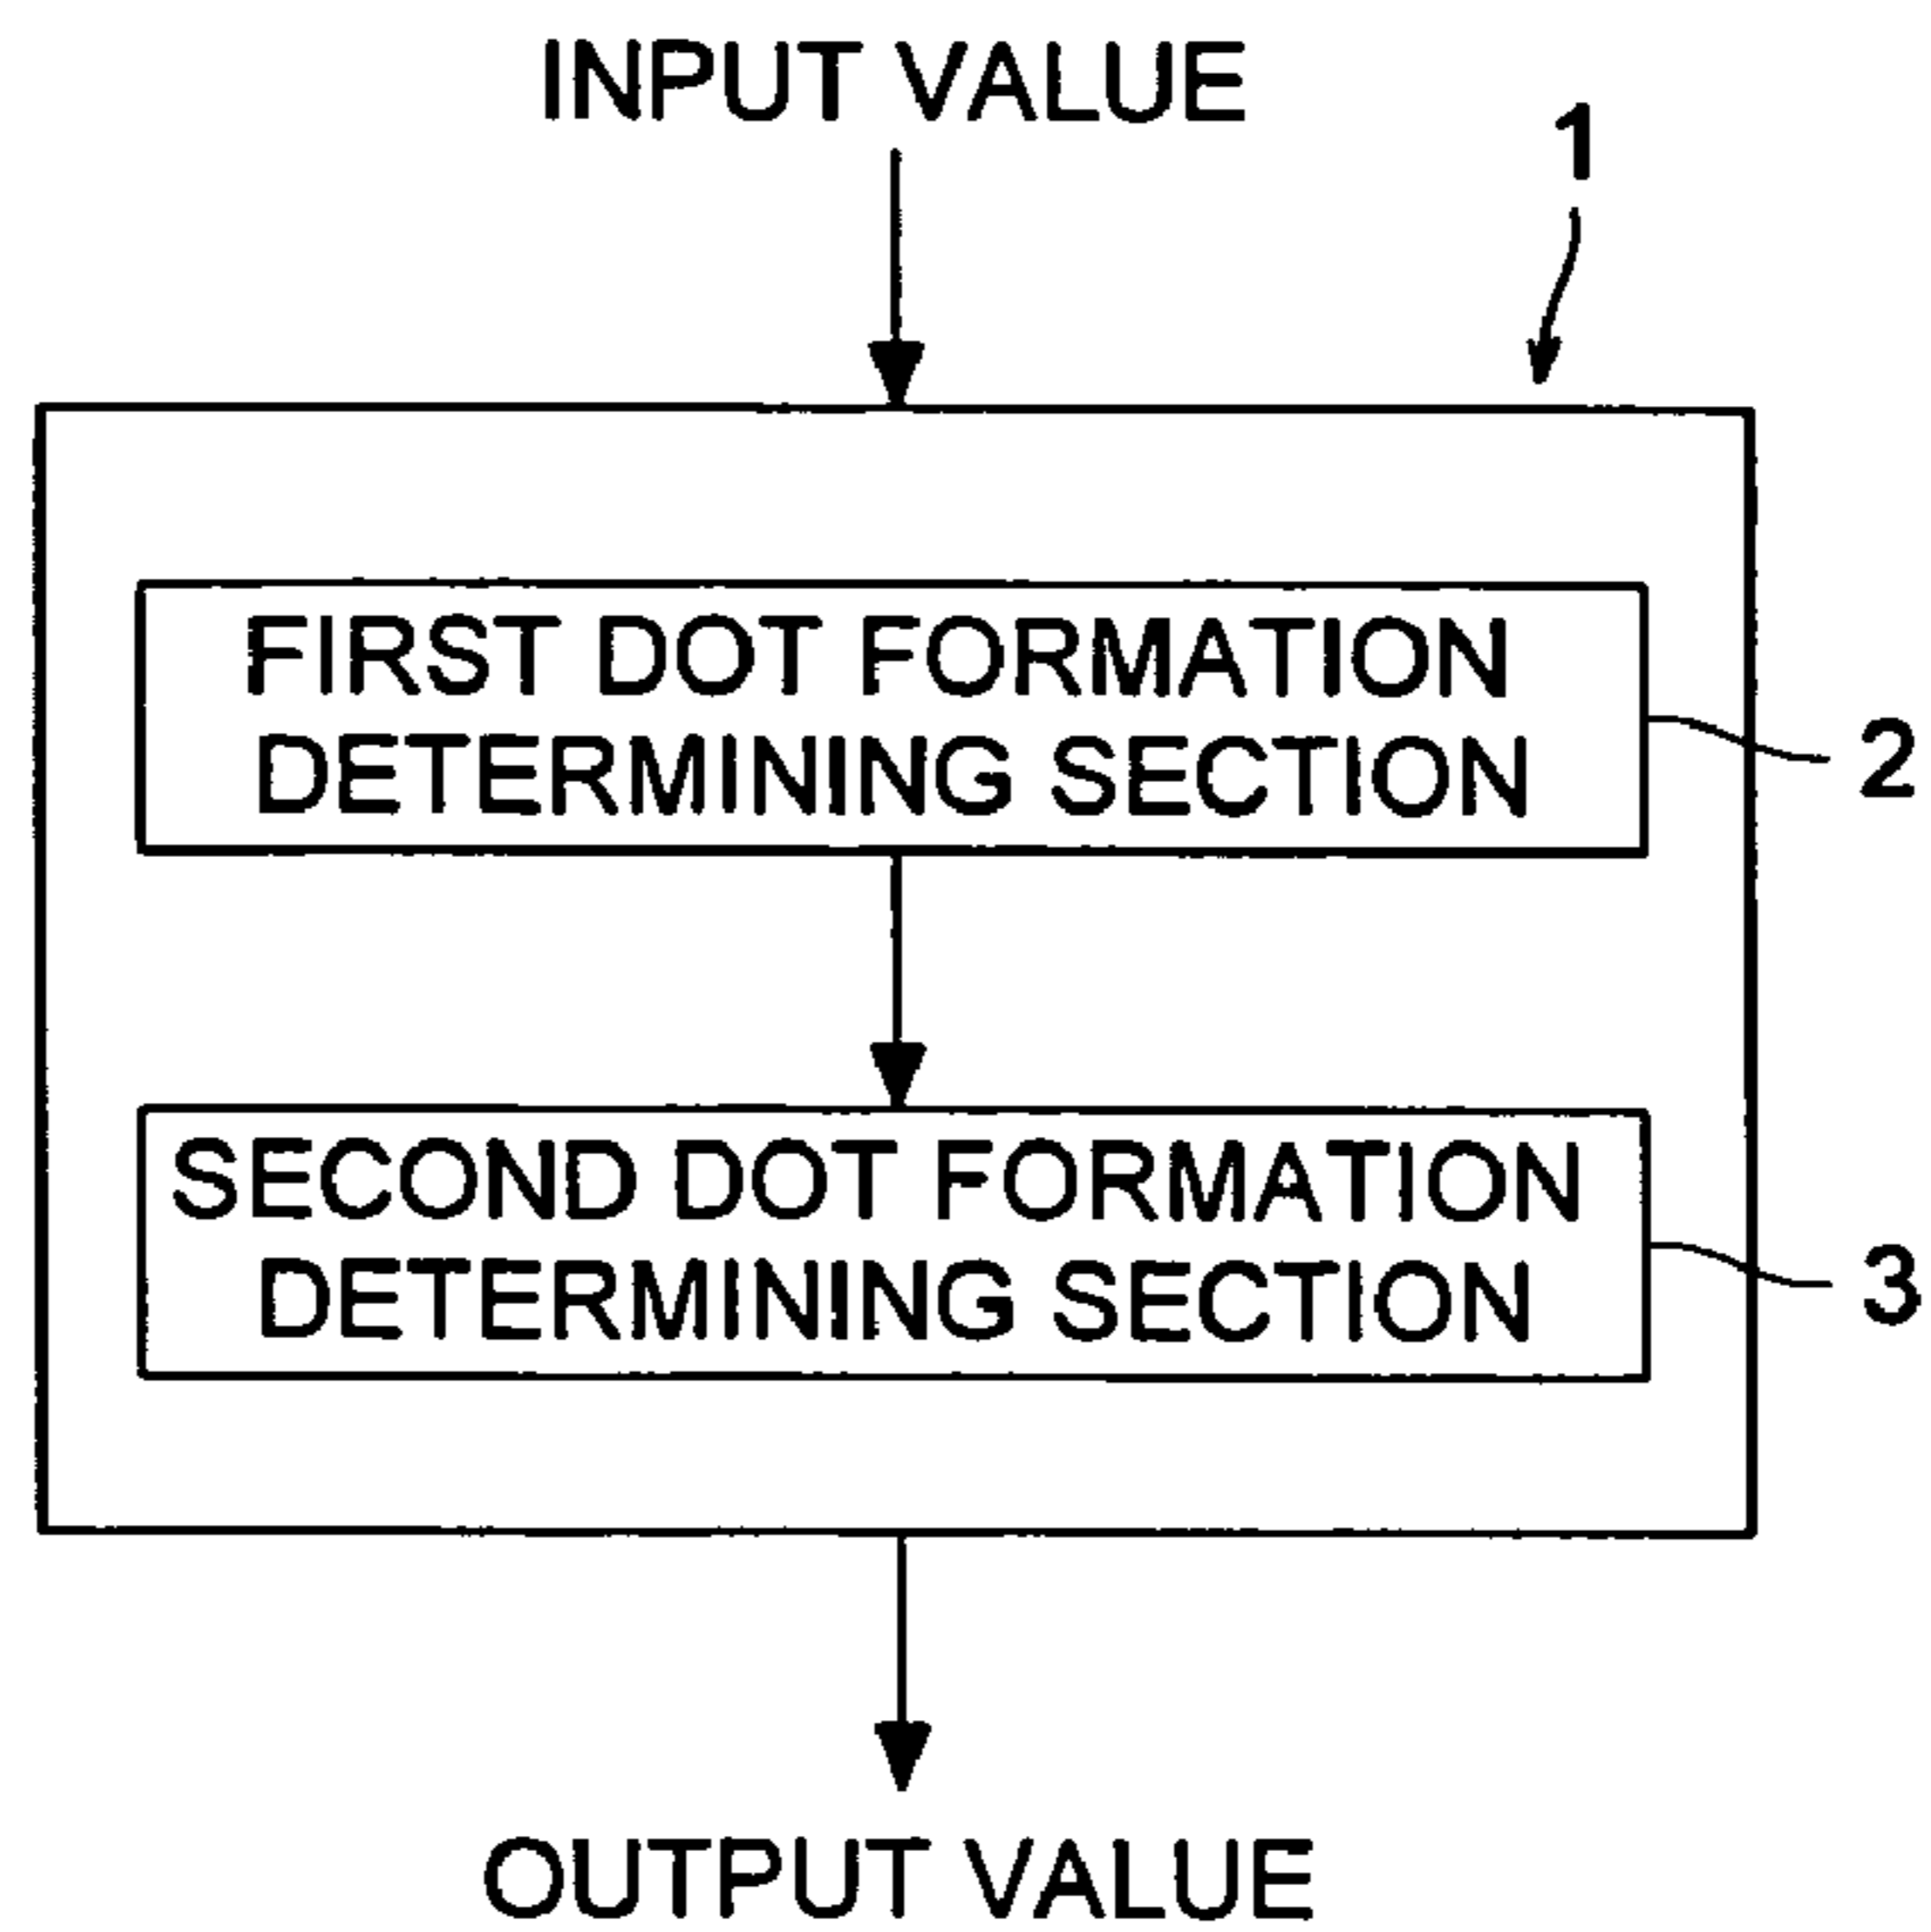 INPUT VALUE
1
FIRST DOT FORMATION
DETERMINING SECTION
2
SECOND DOT FORMATION
DETERMINING SECTION
3
OUTPUT VALUE